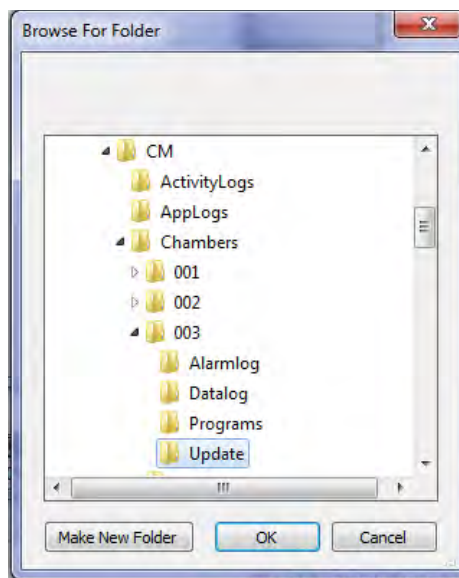 Browse For Folder
CM
ActivityLogs
AppLogs
Chambers
001
002
003
Alarmlog
Datalog
Programs
Update
Make New Folder OK Cancel